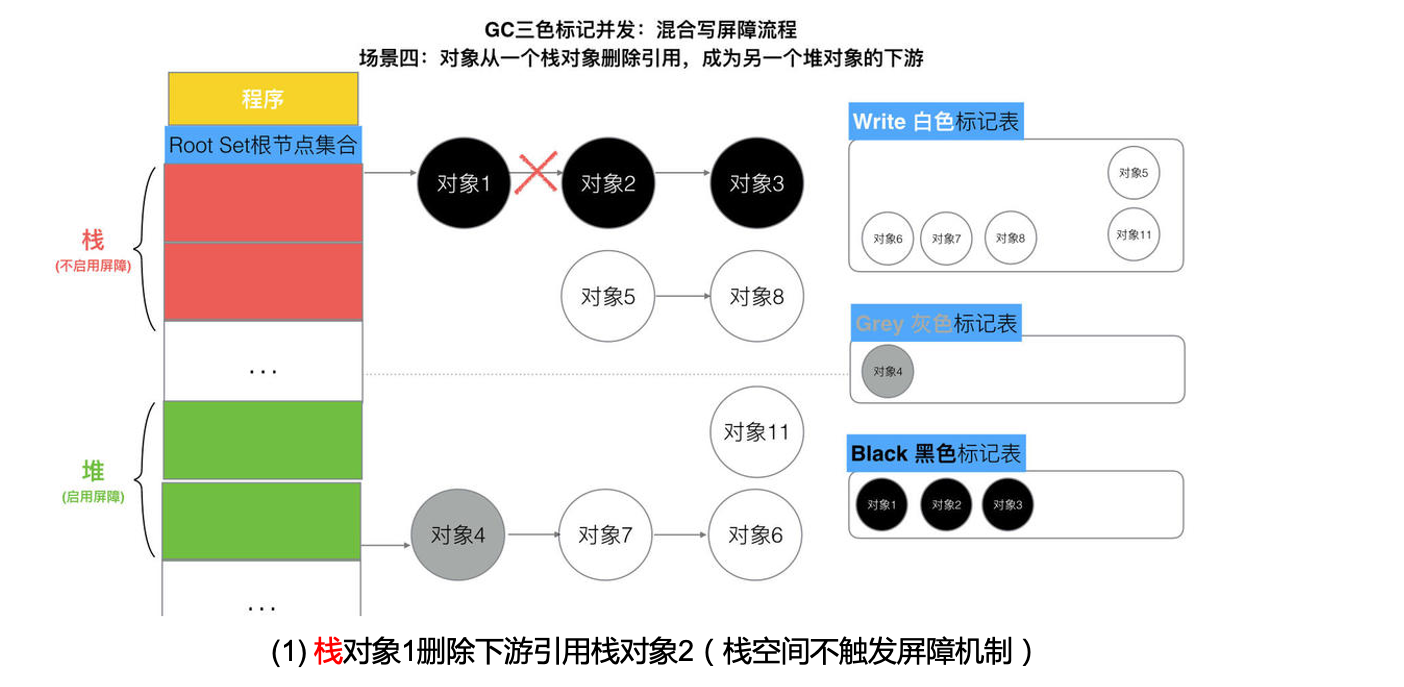 GC三色标记并发：混合写屏障流程
场景四：对象从一个栈对象删除引用，成为另一个堆对象的下游
程序
Root Set根节点集合
栈
(不启用屏障)
...
堆
(启用屏障)
...
对象1
对象2
对象3
对象5
对象8
对象11
对象4
对象7
对象6
Write 白色标记表
对象5
对象6
对象7
对象8
对象11
Grey 灰色标记表
对象4
Black 黑色标记表
对象1
对象2
对象3
(1) 栈对象1删除下游引用栈对象2（栈空间不触发屏障机制）